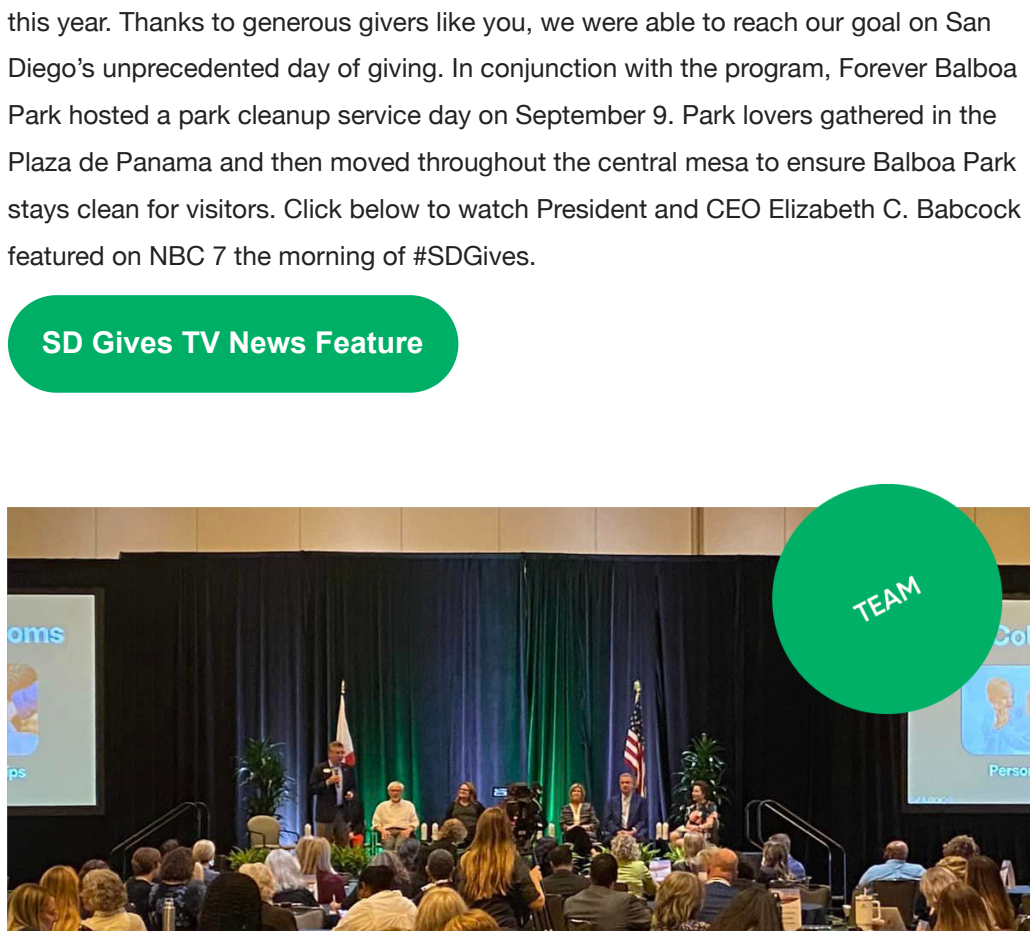 this year. Thanks to generous givers like you, we were able to reach our goal on San
Diego’s unprecedented day of giving. In conjunction with the program, Forever Balboa
Park hosted a park cleanup service day on September 9. Park lovers gathered in the
Plaza de Panama and then moved throughout the central mesa to ensure Balboa Park
stays clean for visitors. Click below to watch President and CEO Elizabeth C. Babcock
featured on NBC 7 the morning of #SDGives.
SD Gives TV News Feature
TEAM